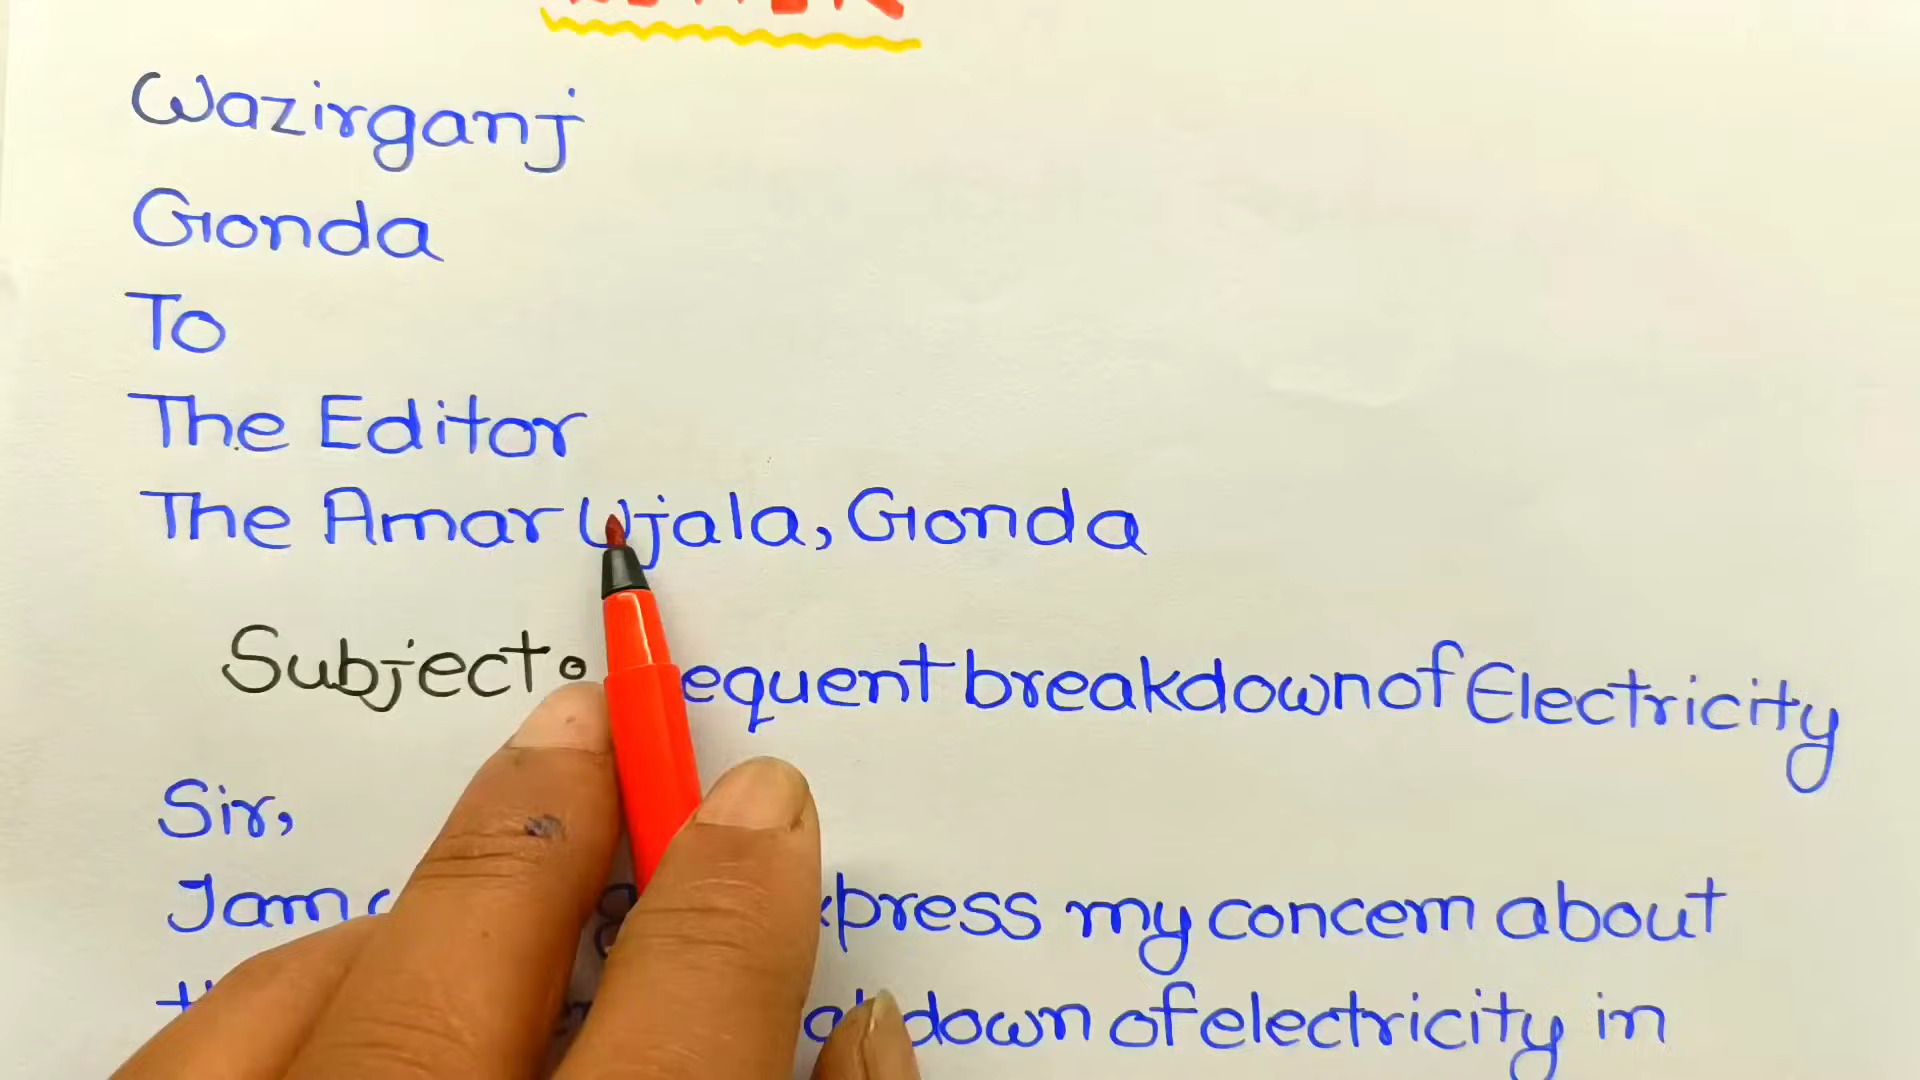 Wazirganj
Gonda
To
The Editor
The Amar Ujala, Gonda
Subject: equent breakdown of Electricity
Sir,
I am my concern about
down of electricity in